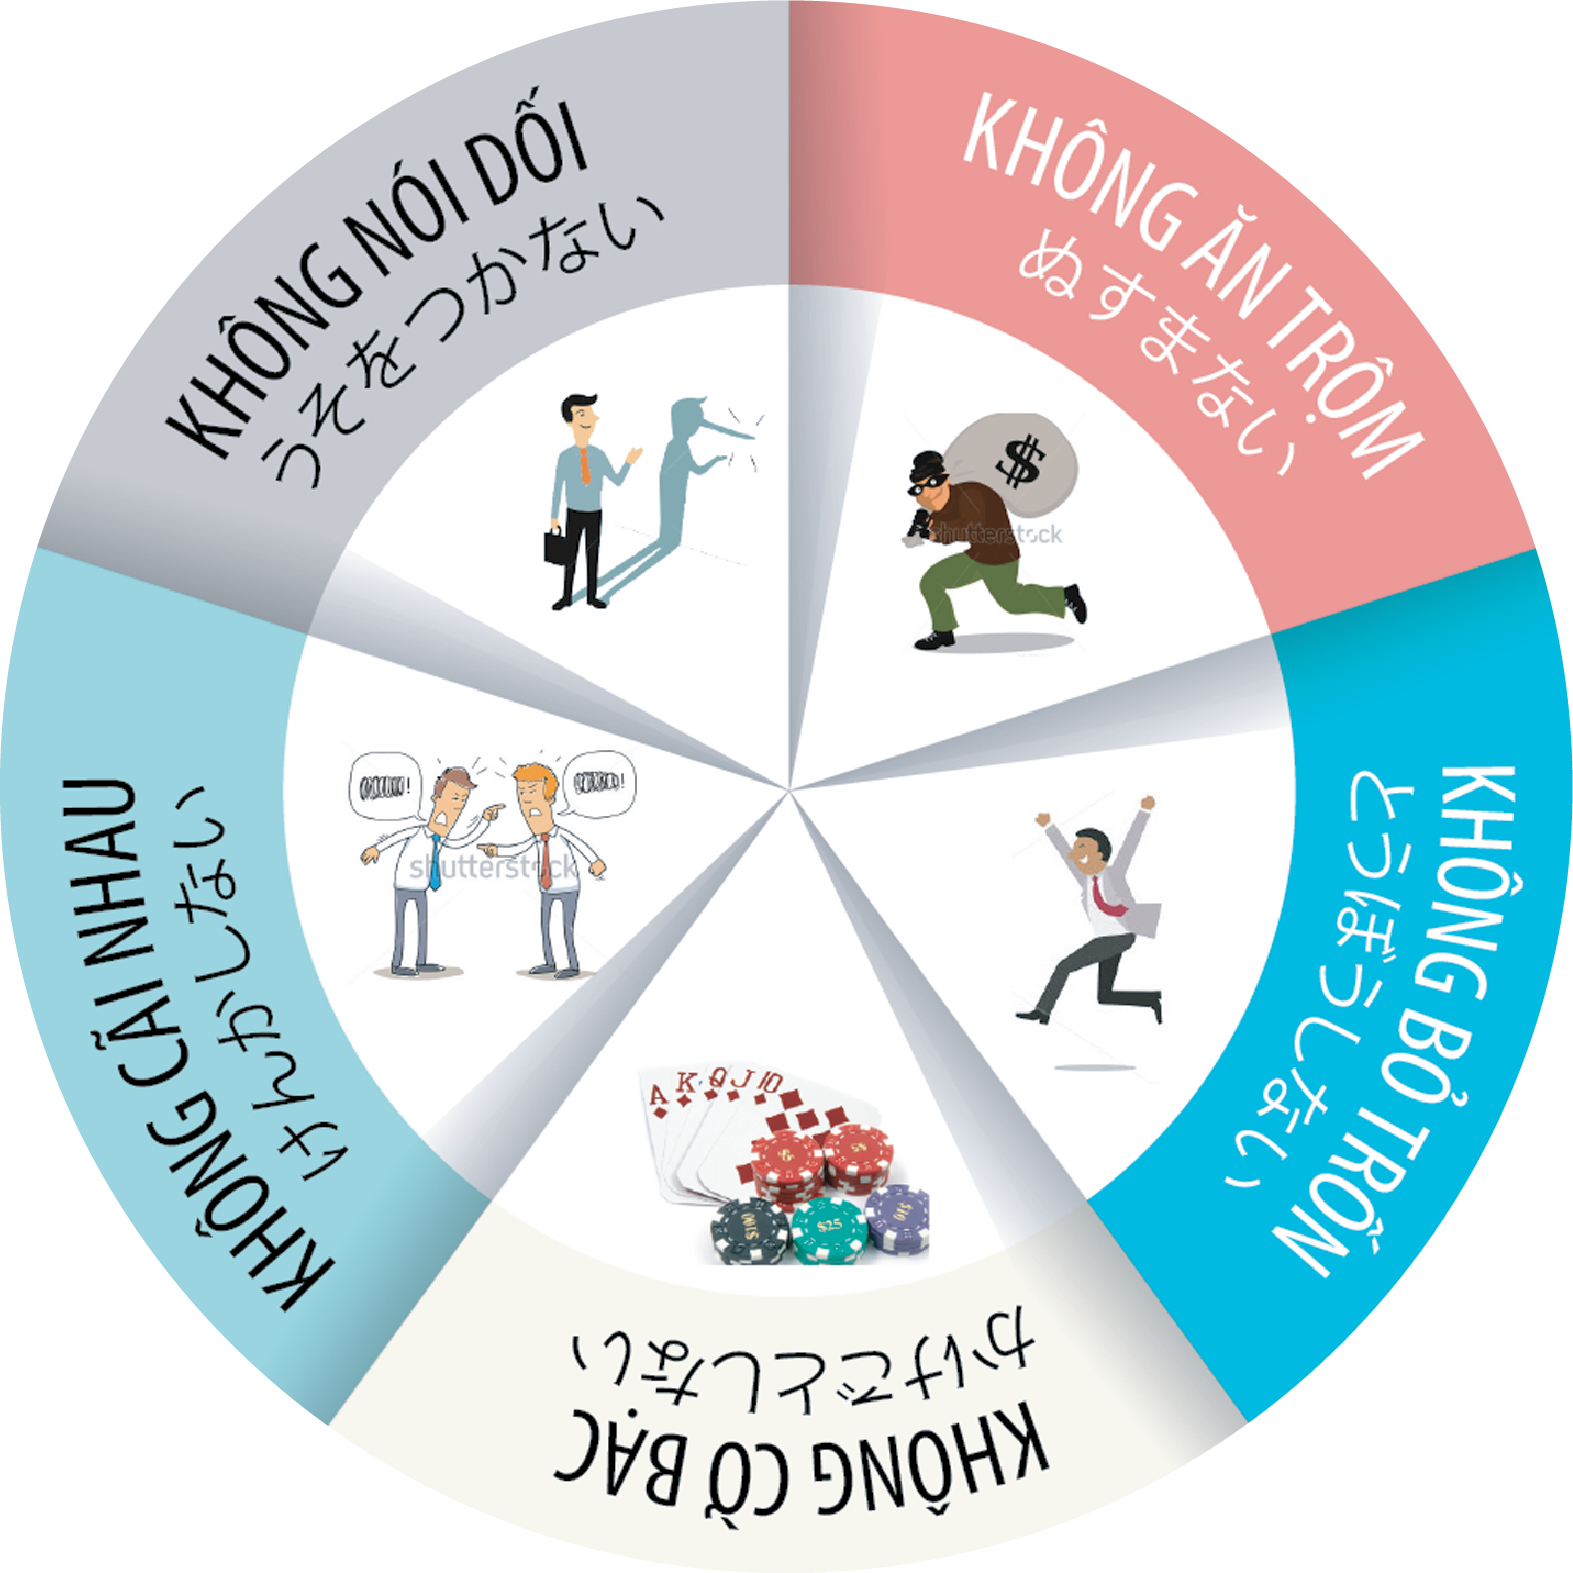 KHÔNG NÓI DỐI
うそをつかない
KHÔNG ĂN TRỘM
ぬすまない
KHÔNG BỎ TRỐN
とうぼうしない
KHÔNG CỜ BẠC
かけごとしない
KHÔNG CÃI NHAU
けんかしない
shutterstock
shutterstock
A K Q J 10
$
$25
$100